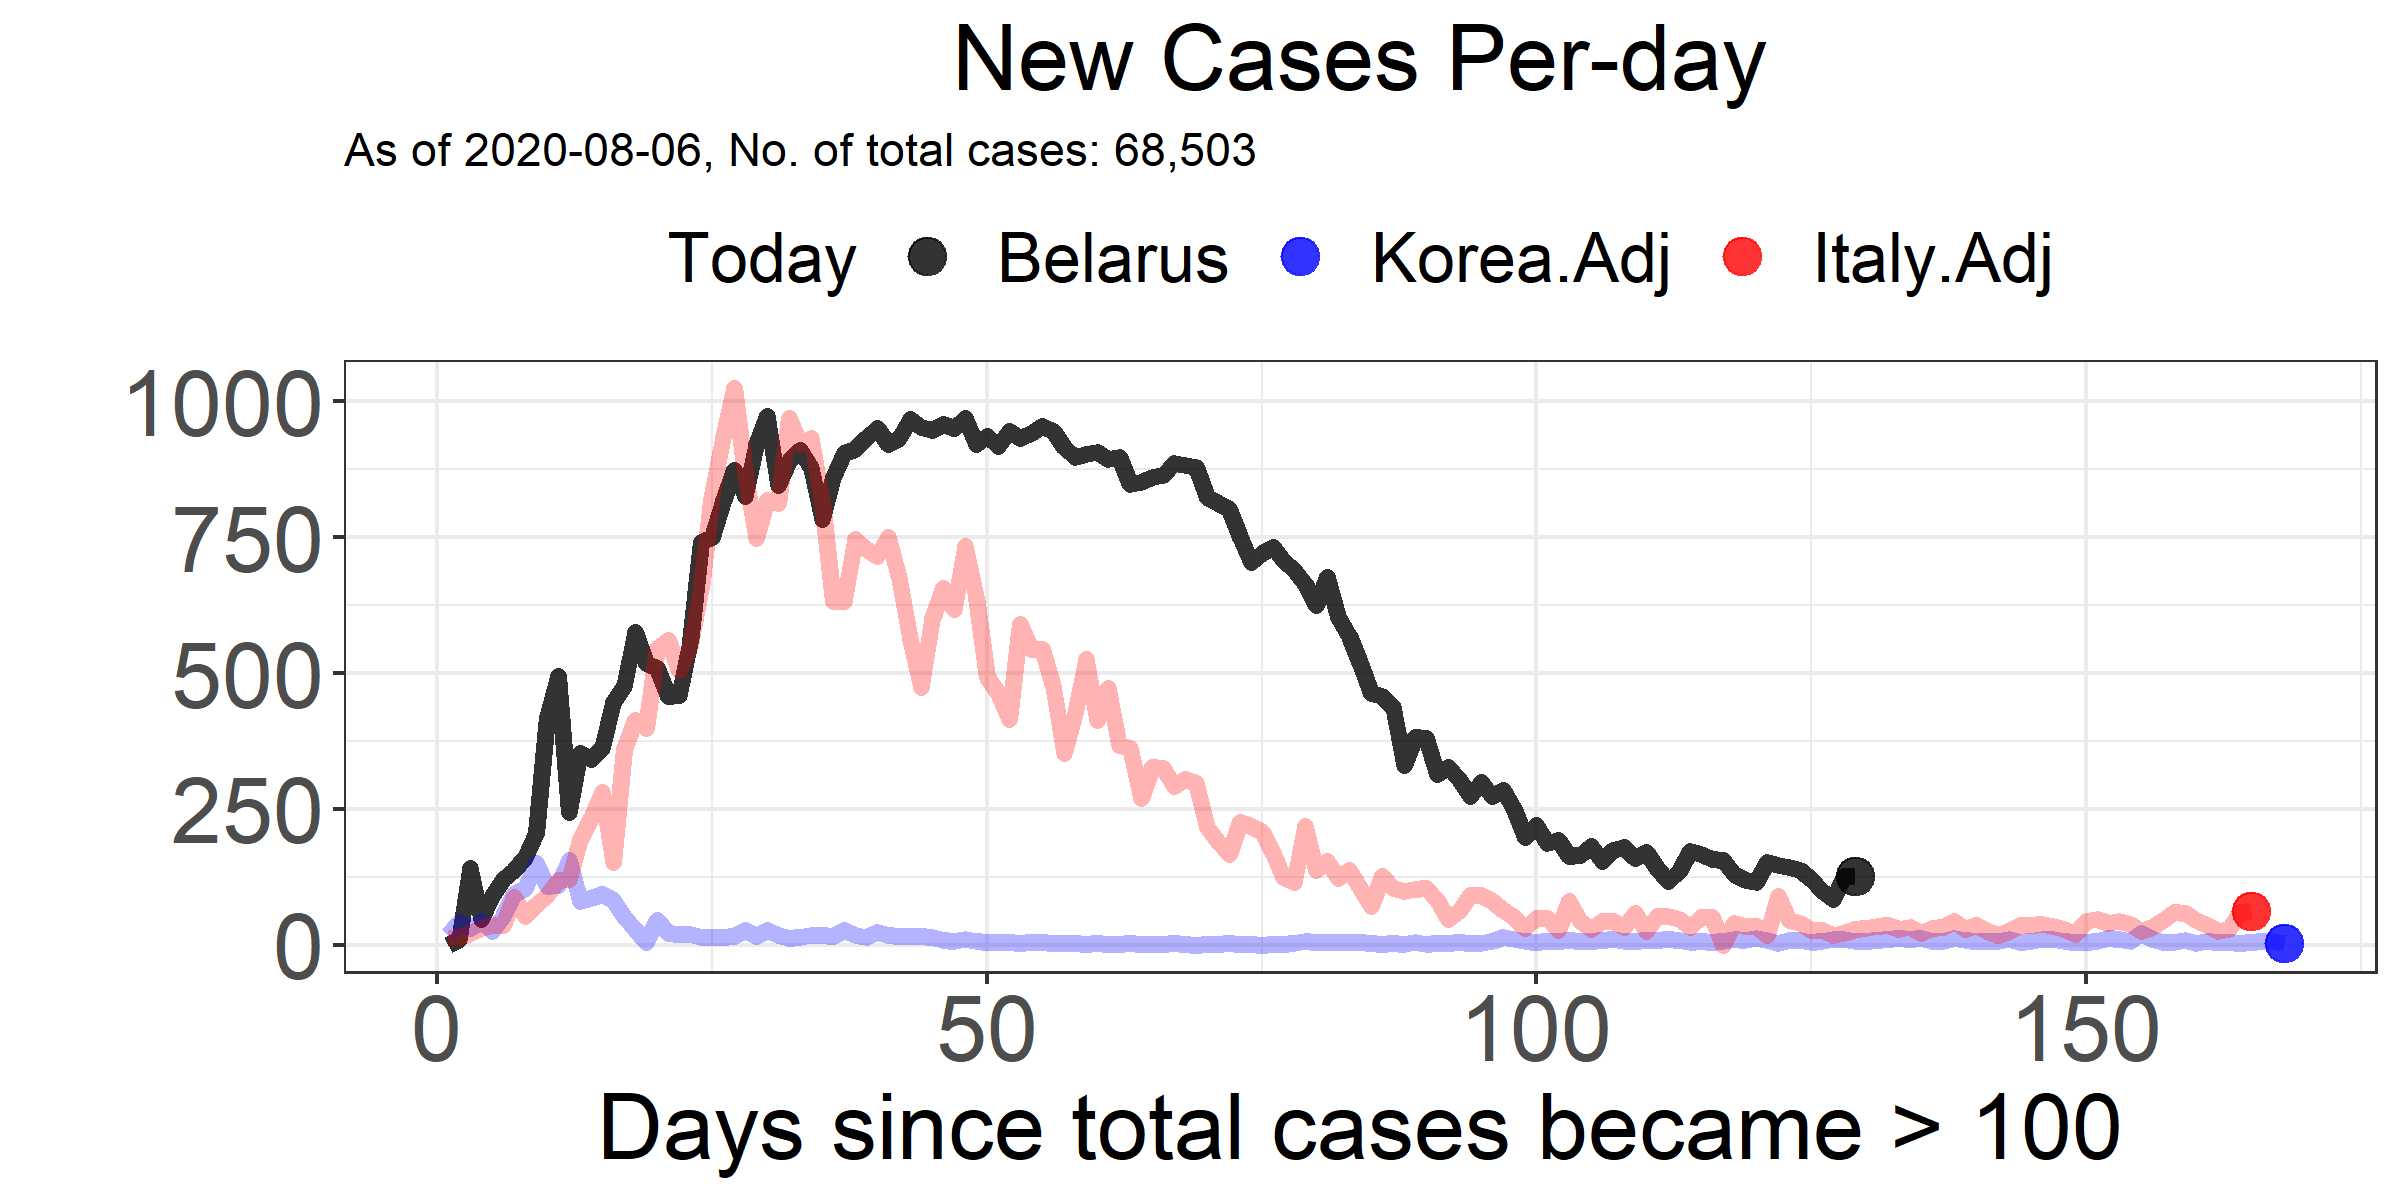 New Cases Per-day
As of 2020-08-06, No. of total cases: 68,503
Today Belarus Korea.Adj Italy.Adj
1000
750
500
250
0
0 50 100 150
Days since total cases became > 100